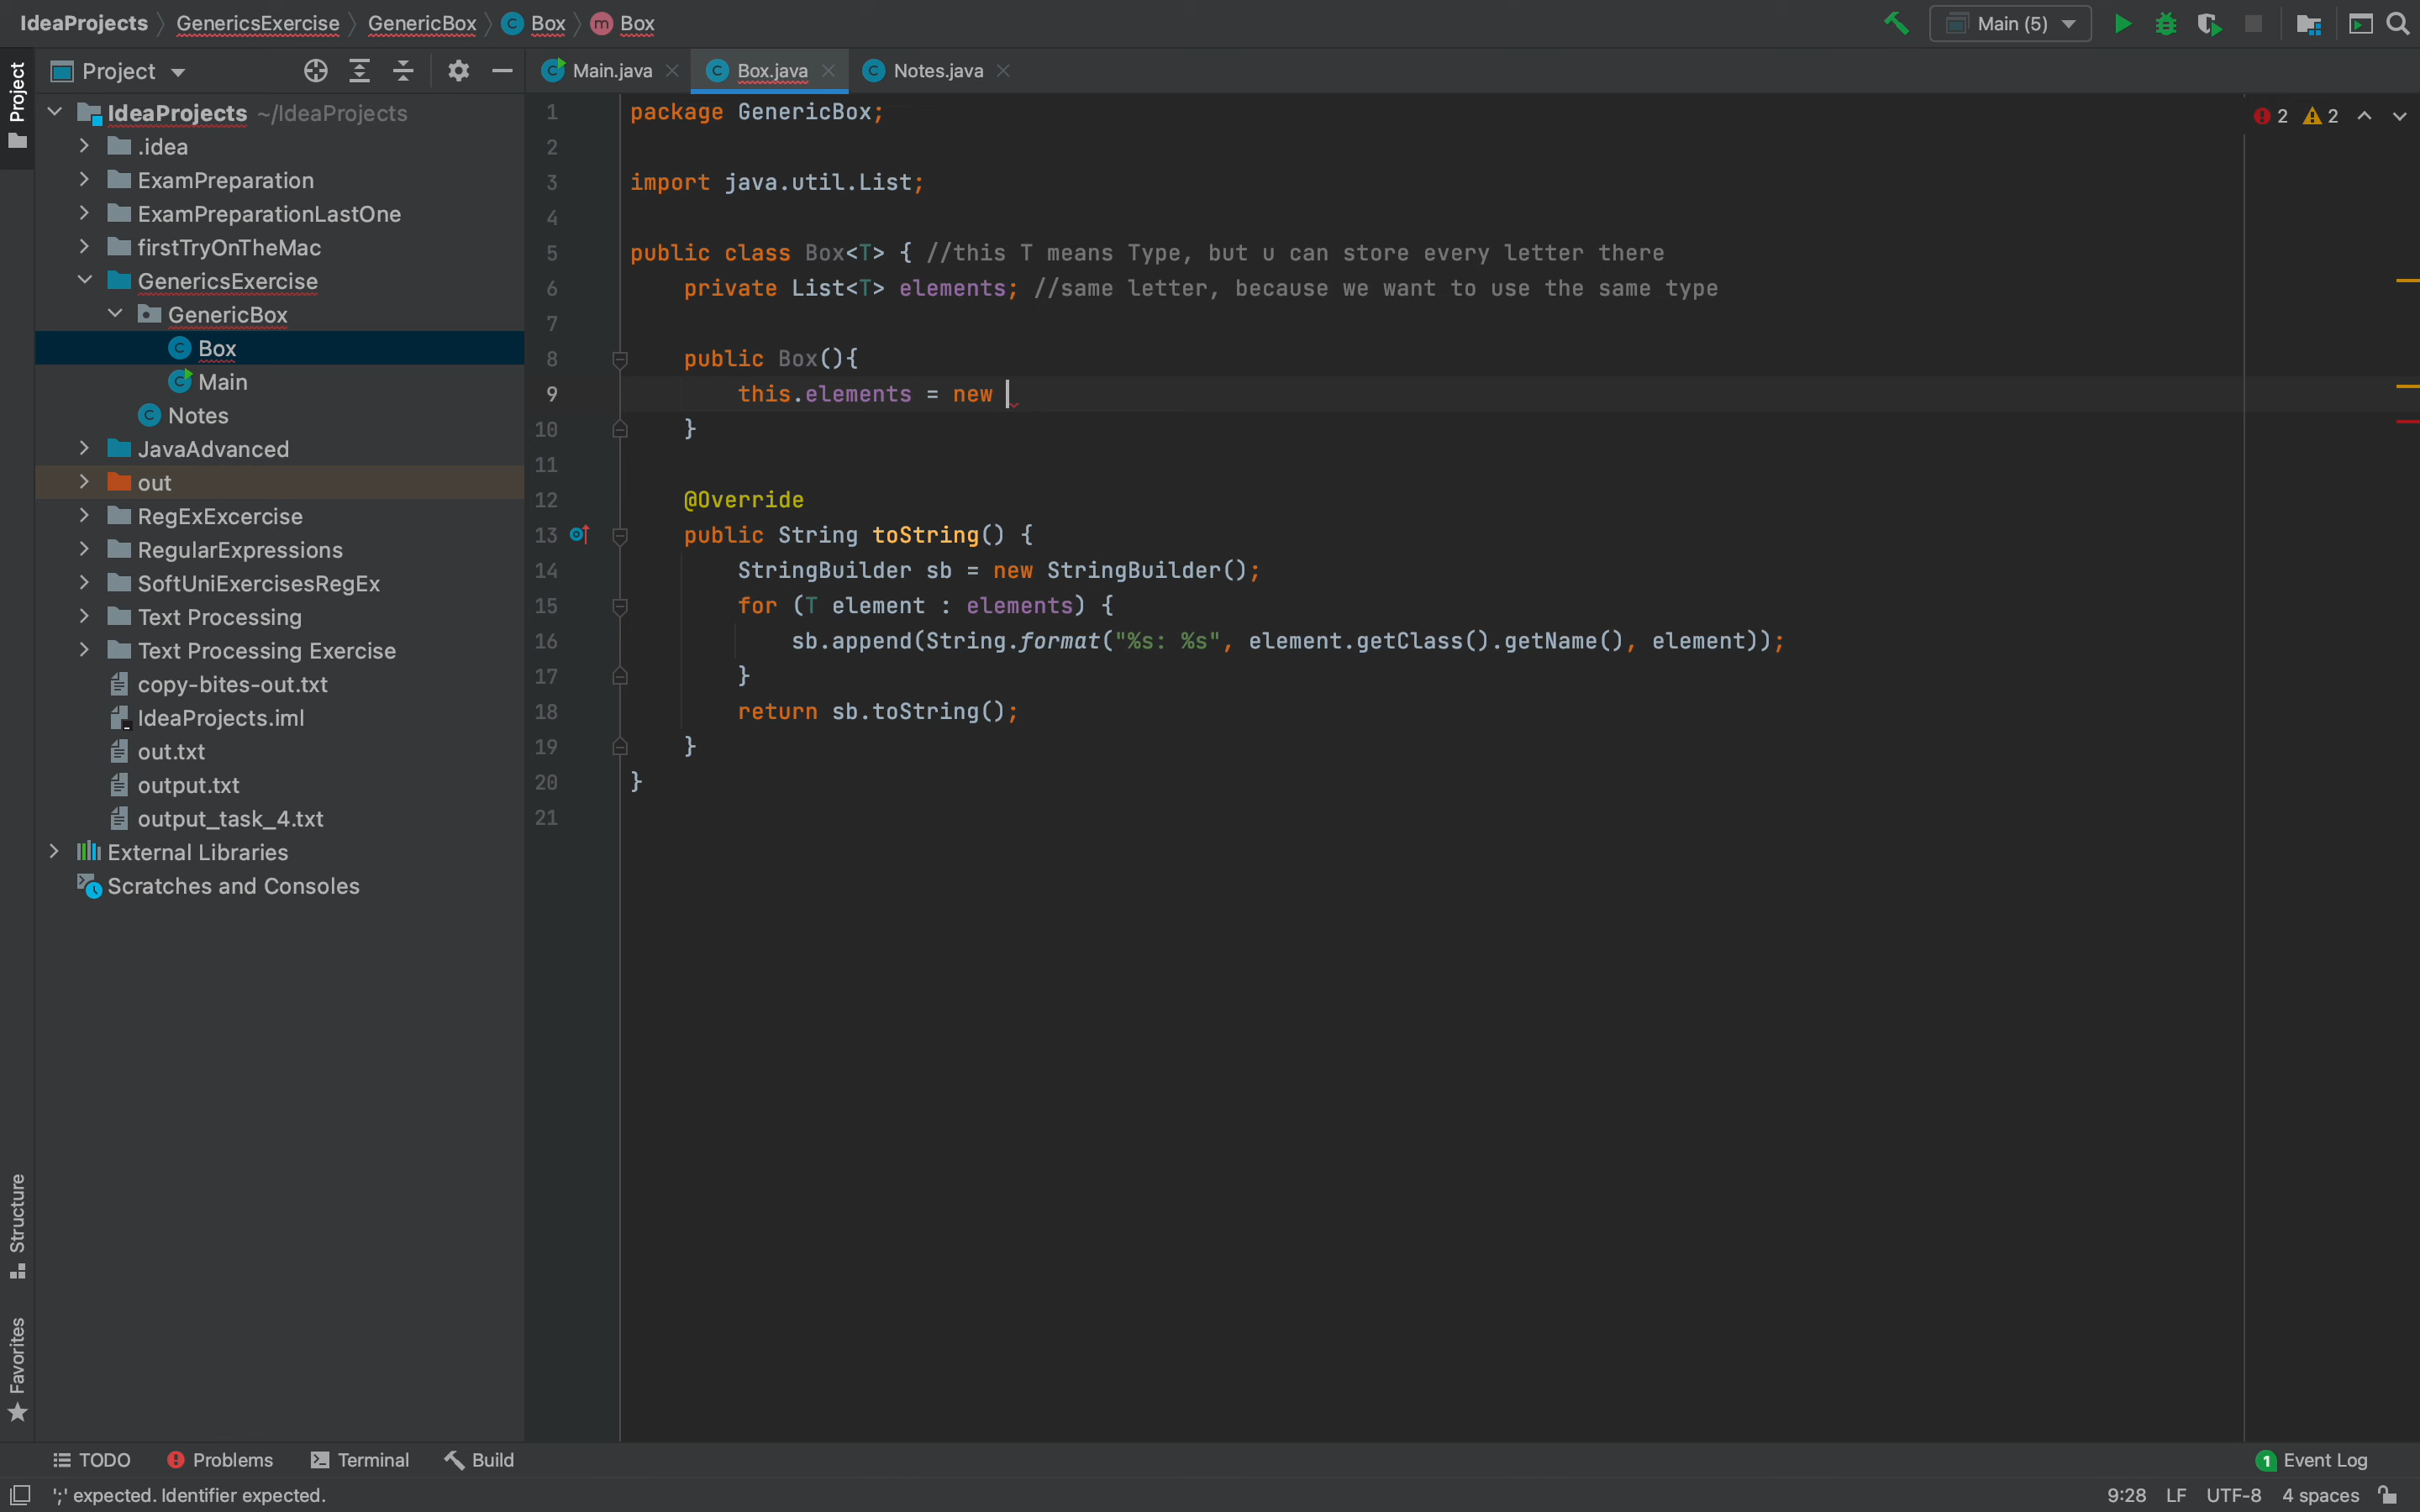 IdeaProjects GenericsExercise GenericBox Box Box
Main (5)
Project
Project
Main.java Box.java Notes.java
IdeaProjects ~/IdeaProjects
.idea
ExamPreparation
ExamPreparationLastOne
firstTryOnTheMac
GenericsExercise
GenericBox
Box
Main
Notes
JavaAdvanced
out
RegExExcercise
RegularExpressions
SoftUniExercisesRegEx
Text Processing
Text Processing Exercise
copy-bites-out.txt
IdeaProjects.iml
out.txt
output.txt
output_task_4.txt
External Libraries
Scratches and Consoles
2 2
1 package GenericBox;
2
3 import java.util.List;
4
5 public class Box<T> { //this T means Type, but u can store every letter there
6 private List<T> elements; //same letter, because we want to use the same type
7
8 public Box(){
9 this.elements = new
10 }
11
12 @Override
13 public String toString() {
14 StringBuilder sb = new StringBuilder();
15 for (T element : elements) {
16 sb.append(String.format("%s: %s", element.getClass().getName(), element));
17 }
18 return sb.toString();
19 }
20 }
21
Structure
Favorites
TODO Problems Terminal Build
1 Event Log
';' expected. Identifier expected.
9:28 LF UTF-8 4 spaces